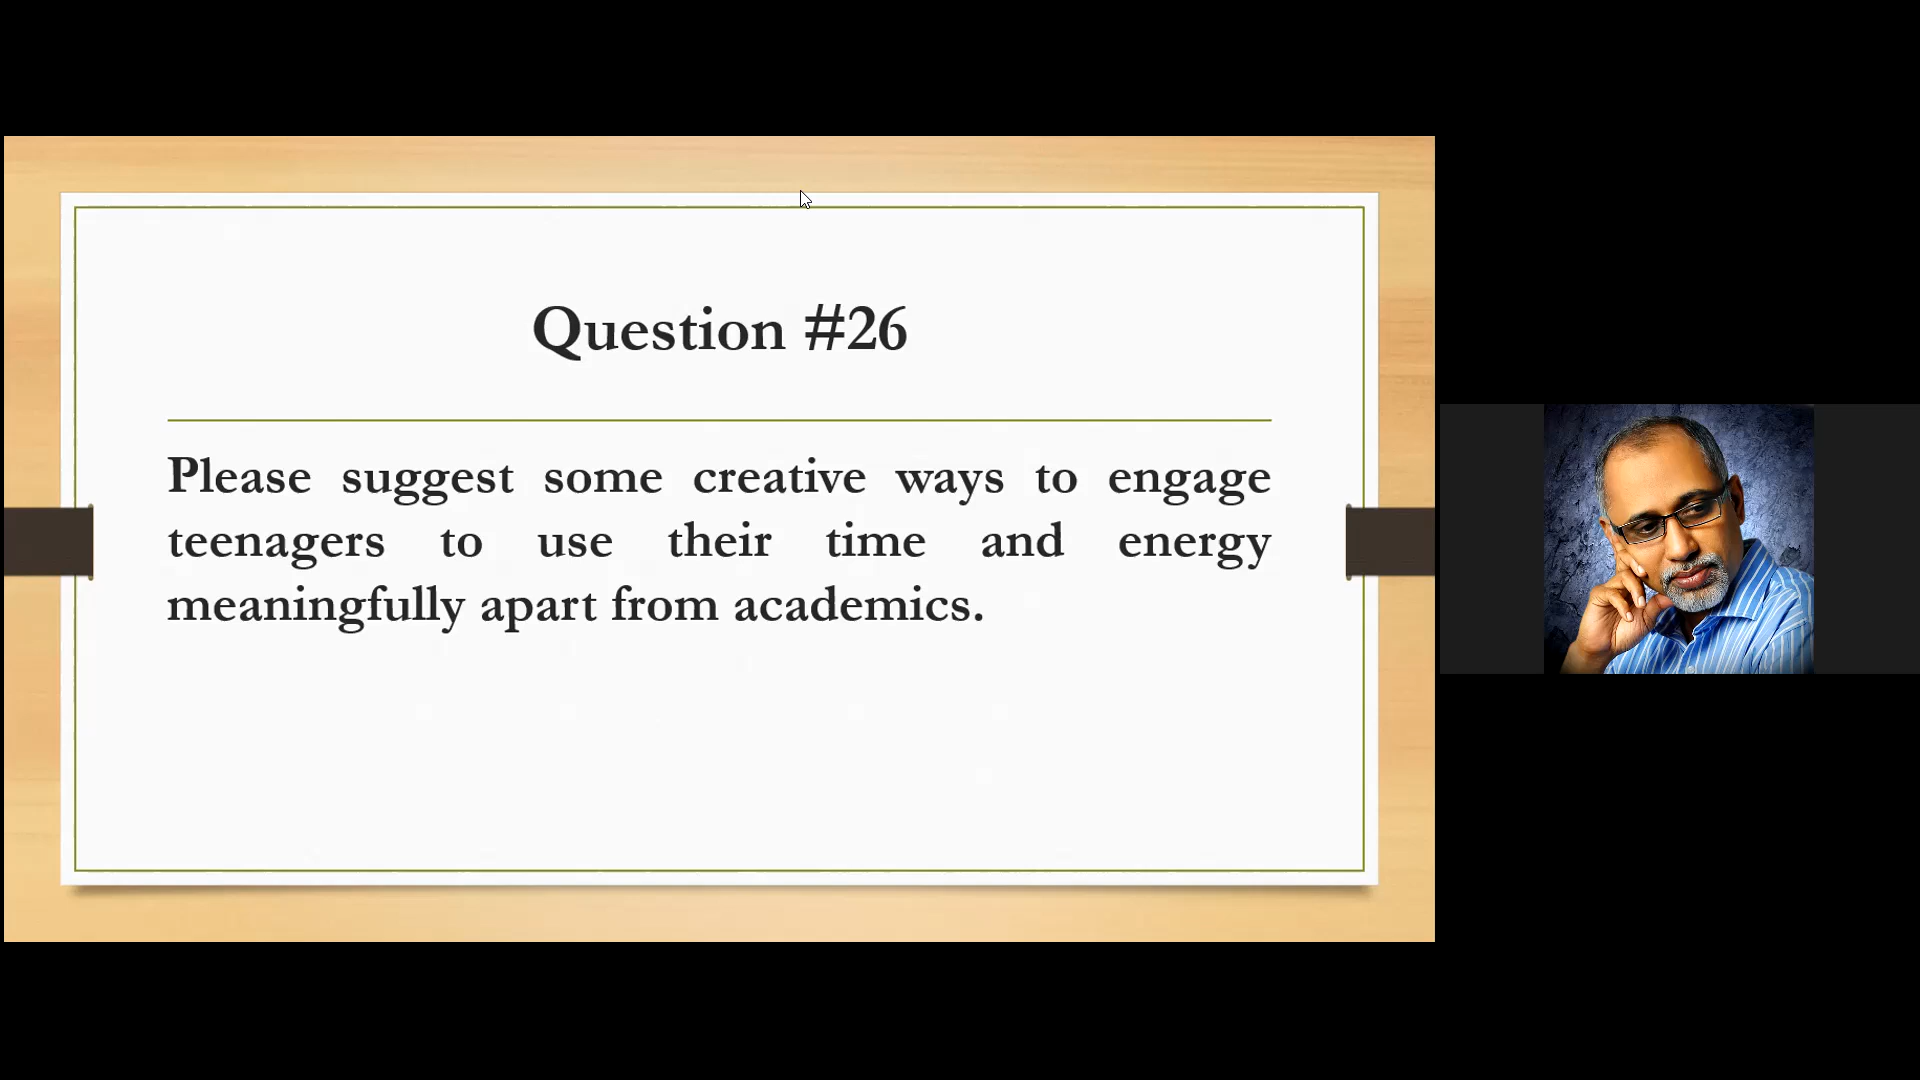 Question #26
Please suggest some creative ways to engage
teenagers to use their time and energy
meaningfully apart from academics.